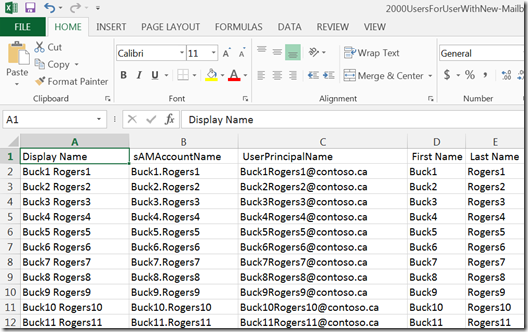 2000UsersForUserWithNew-Mailb
FILE HOME INSERT PAGE LAYOUT FORMULAS DATA REVIEW VIEW
Cut
Copy
Format Painter
Paste
Clipboard
Calibri 11 A A
B I U A
Font
Wrap Text
Merge & Center
Alignment
General
$ % , .0 .00 .00 .0
Number
A1 fx Display Name
A B C D E
1 Display Name sAMAccountName UserPrincipalName First Name Last Name
2 Buck1 Rogers1 Buck1.Rogers1 Buck1Rogers1@contoso.ca Buck1 Rogers1
3 Buck2 Rogers2 Buck2.Rogers2 Buck2Rogers2@contoso.ca Buck2 Rogers2
4 Buck3 Rogers3 Buck3.Rogers3 Buck3Rogers3@contoso.ca Buck3 Rogers3
5 Buck4 Rogers4 Buck4.Rogers4 Buck4Rogers4@contoso.ca Buck4 Rogers4
6 Buck5 Rogers5 Buck5.Rogers5 Buck5Rogers5@contoso.ca Buck5 Rogers5
7 Buck6 Rogers6 Buck6.Rogers6 Buck6Rogers6@contoso.ca Buck6 Rogers6
8 Buck7 Rogers7 Buck7.Rogers7 Buck7Rogers7@contoso.ca Buck7 Rogers7
9 Buck8 Rogers8 Buck8.Rogers8 Buck8Rogers8@contoso.ca Buck8 Rogers8
10 Buck9 Rogers9 Buck9.Rogers9 Buck9Rogers9@contoso.ca Buck9 Rogers9
11 Buck10 Rogers10 Buck10.Rogers10 Buck10Rogers10@contoso.ca Buck10 Rogers10
12 Buck11 Rogers11 Buck11.Rogers11 Buck11Rogers11@contoso.ca Buck11 Rogers11